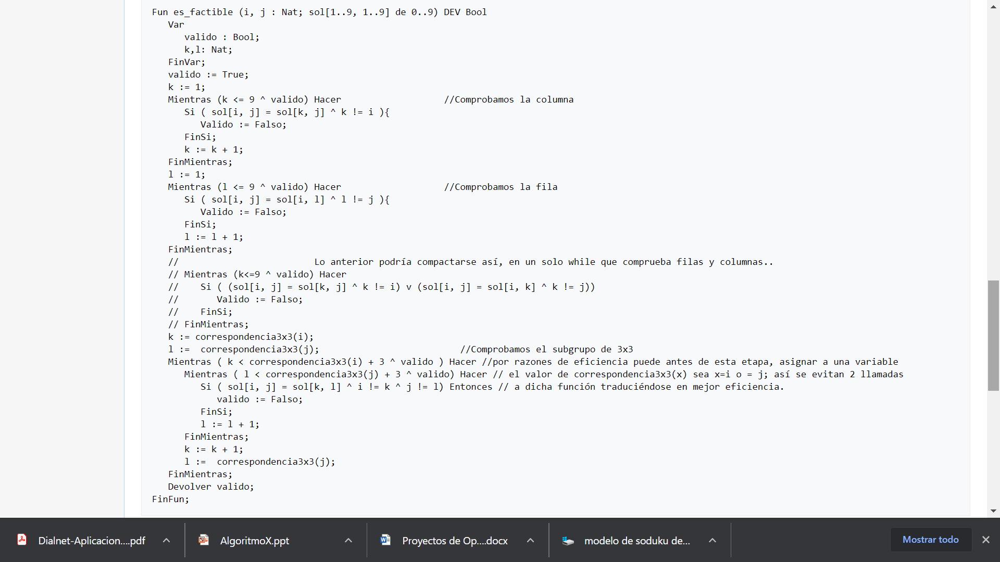 Fun es_factible (i, j : Nat; sol[1..9, 1..9] de 0..9) DEV Bool
   Var
      valido : Bool;
      k,l: Nat;
   FinVar;
   valido := True;
   k := 1;
   Mientras (k <= 9 ^ valido) Hacer                   //Comprobamos la columna
      Si ( sol[i, j] = sol[k, j] ^ k != i ){
         Valido := Falso;
      FinSi;
      k := k + 1;
   FinMientras;
   l := 1;
   Mientras (l <= 9 ^ valido) Hacer                   //Comprobamos la fila
      Si ( sol[i, j] = sol[i, l] ^ l != j ){
         Valido := Falso;
      FinSi;
      l := l + 1;
   FinMientras;
   //                         Lo anterior podría compactarse así, en un solo while que comprueba filas y columnas..
   // Mientras (k<=9 ^ valido) Hacer
   //    Si ( (sol[i, j] = sol[k, j] ^ k != i) v (sol[i, j] = sol[i, k] ^ k != j))
   //       Valido := Falso;
   //    FinSi;
   // FinMientras;
   k := correspondencia3x3(i);
   l :=  correspondencia3x3(j);                          //Comprobamos el subgrupo de 3x3
   Mientras ( k < correspondencia3x3(i) + 3 ^ valido ) Hacer //por razones de eficiencia puede antes de esta etapa, asignar a una variable
      Mientras ( l < correspondencia3x3(j) + 3 ^ valido) Hacer // el valor de correspondencia3x3(x) sea x=i o = j; así se evitan 2 llamadas
         Si ( sol[i, j] = sol[k, l] ^ i != k ^ j != l) Entonces // a dicha función traduciéndose en mejor eficiencia.
            valido := Falso;
         FinSi;
         l := l + 1;
      FinMientras;
      k := k + 1;
      l :=  correspondencia3x3(j);
   FinMientras;
   Devolver valido;
FinFun;
Dialnet-Aplicacion....pdf
AlgoritmoX.ppt
Proyectos de Op....docx
modelo de soduku de...
Mostrar todo